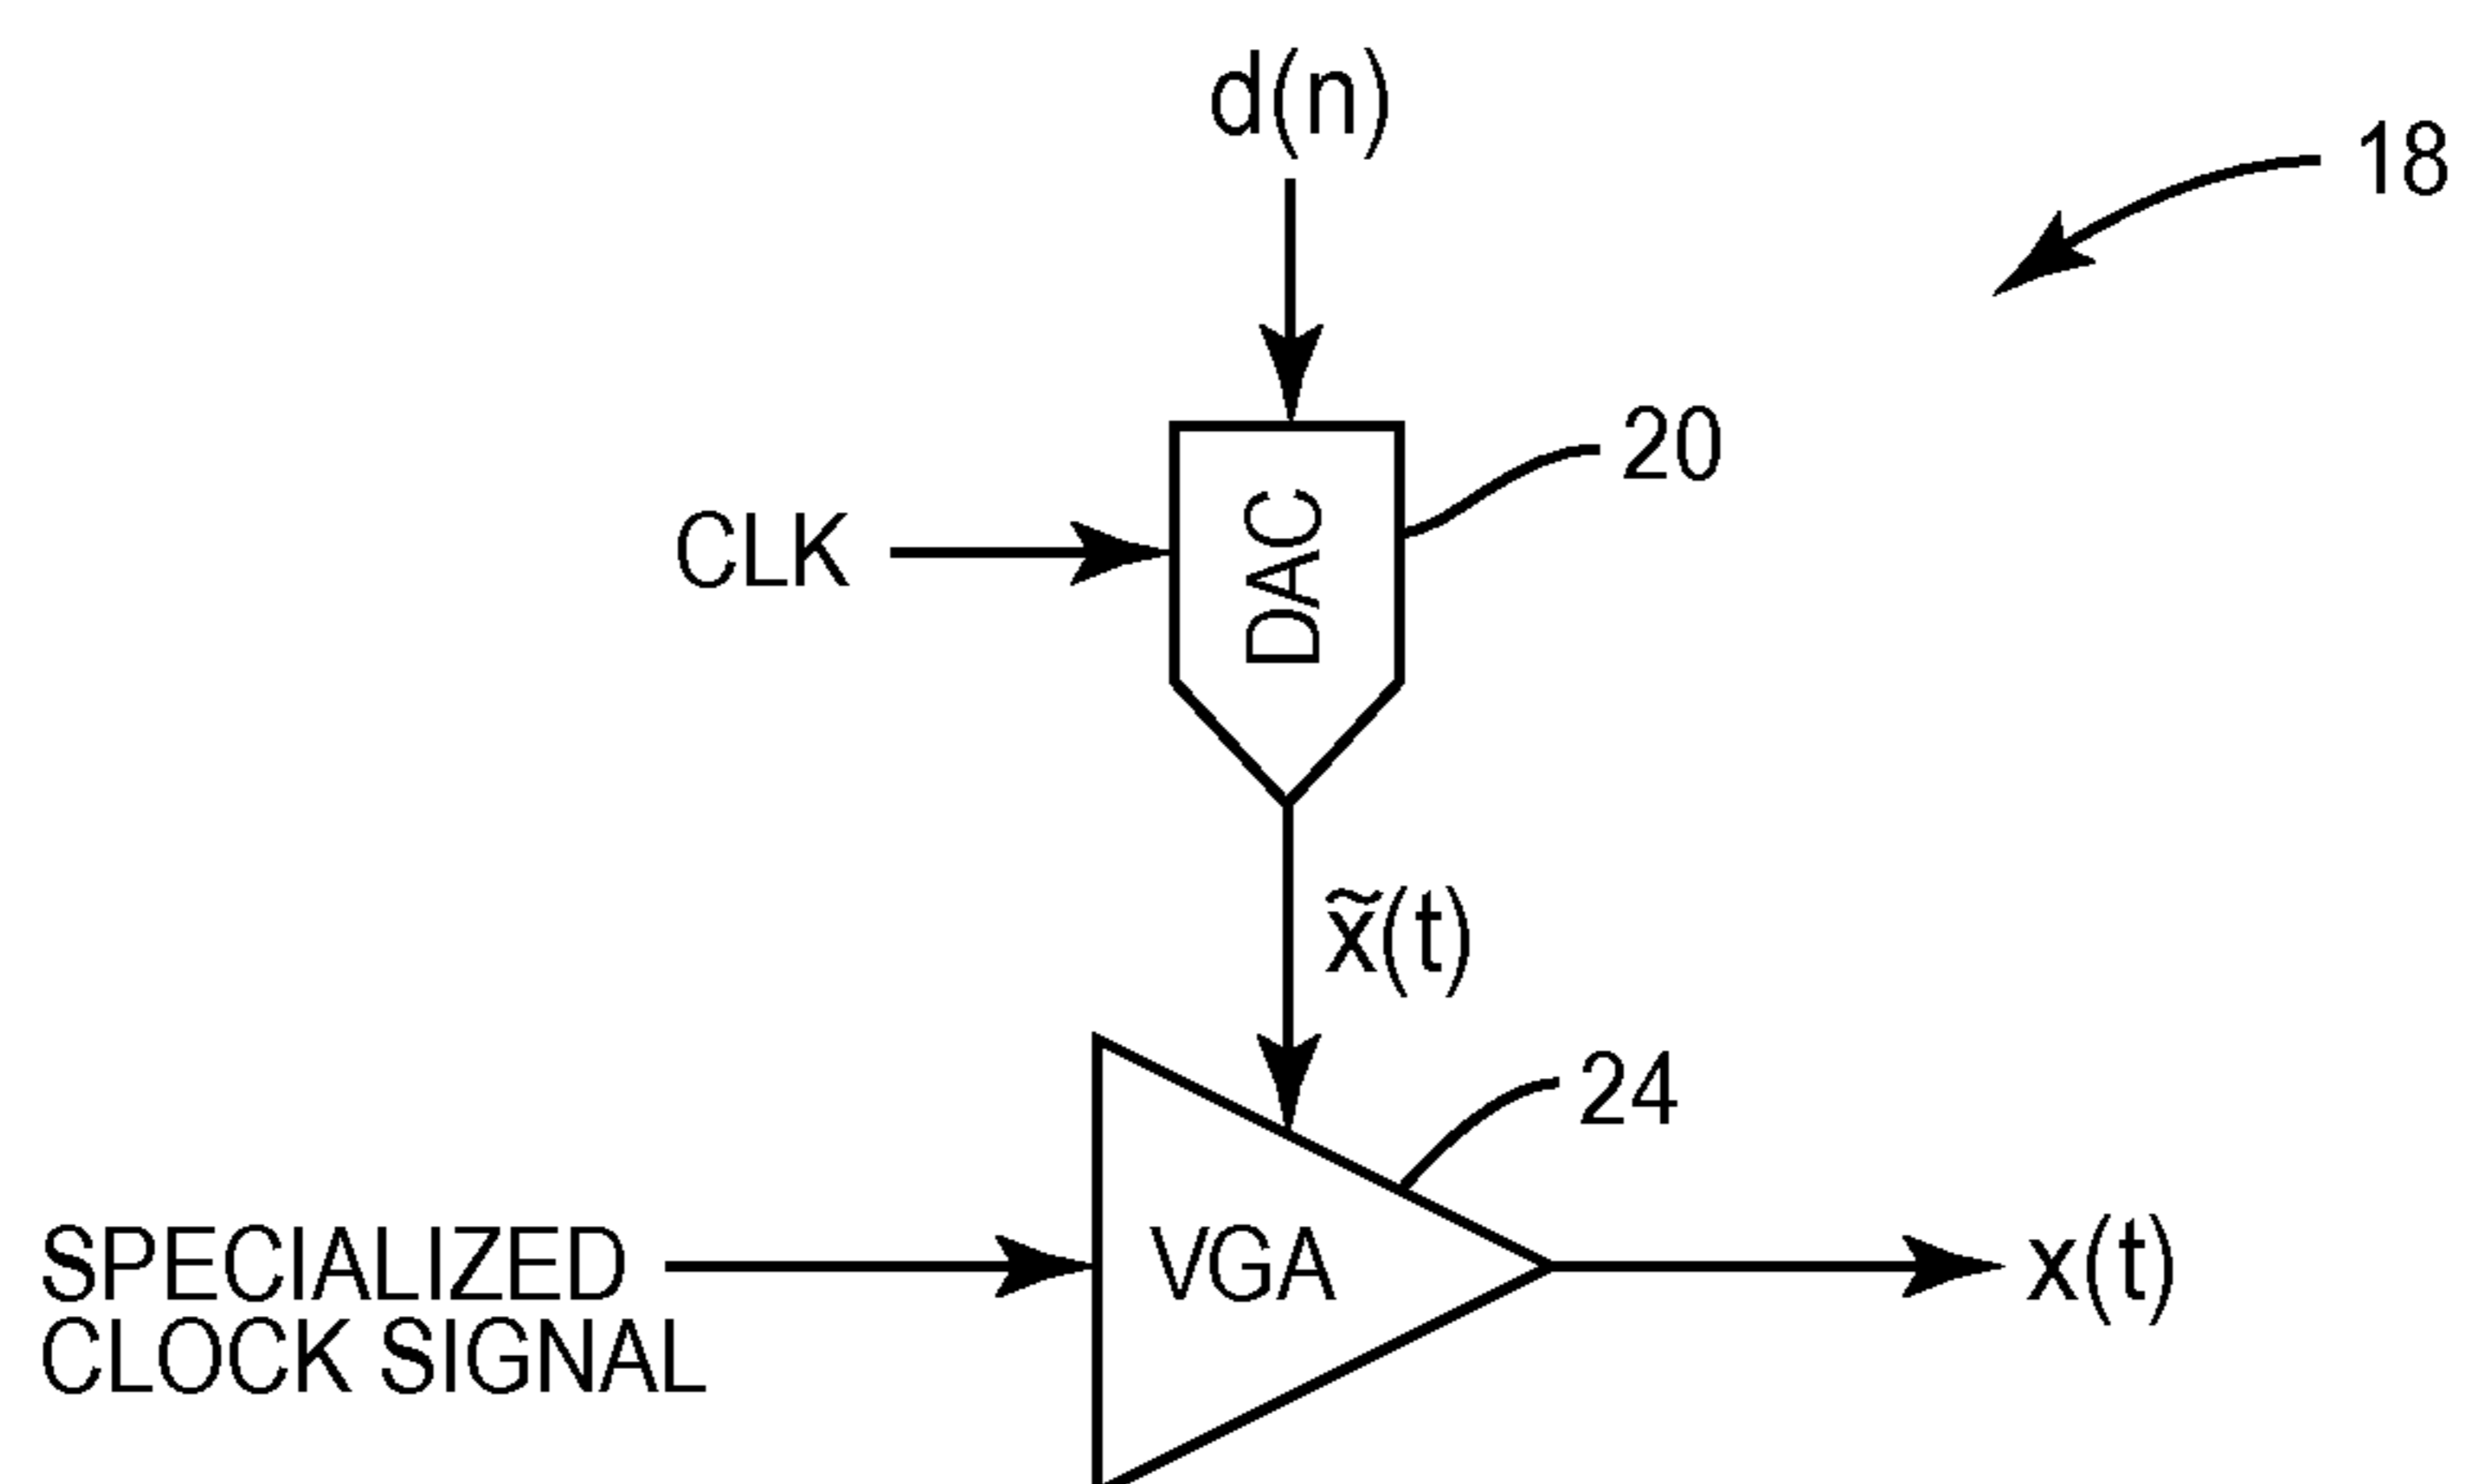 d(n)
18
20
CLK
DAC
x̃(t)
24
SPECIALIZED
CLOCK SIGNAL
VGA
x(t)